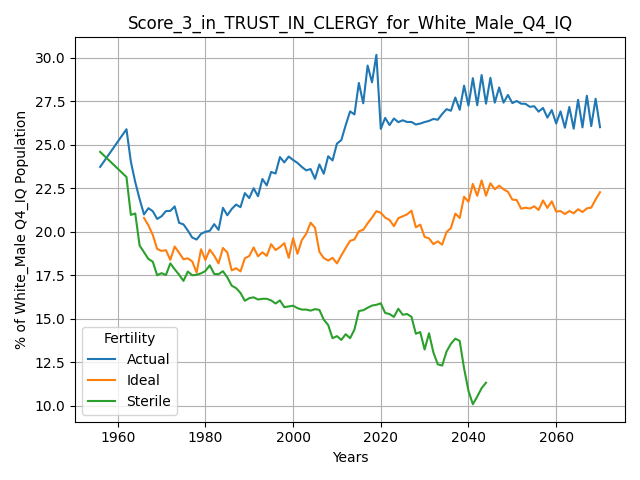 Score_3_in_TRUST_IN_CLERGY_for_White_Male_Q4_IQ
% of White_Male Q4_IQ Population
30.0
27.5
25.0
22.5
20.0
17.5
15.0
12.5
10.0
Fertility
Actual
Ideal
Sterile
1960 1980 2000 2020 2040 2060
Years